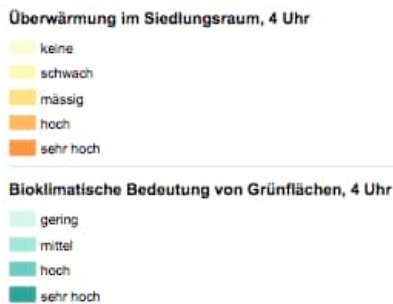 Überwärmung im Siedlungsraum, 4 Uhr
keine
schwach
mässig
hoch
sehr hoch
Bioklimatische Bedeutung von Grünflächen, 4 Uhr
gering
mittel
hoch
sehr hoch